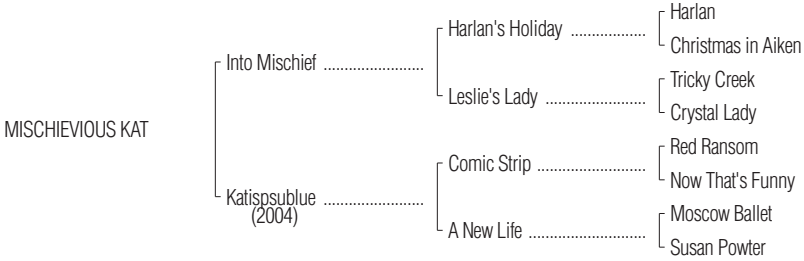 Harlan
Harlan's Holiday ....................
Christmas in Aiken
Into Mischief ........................
Tricky Creek
Leslie's Lady ........................
Crystal Lady
MISCHIEVIOUS KAT
Red Ransom
Comic Strip ..........................
Now That's Funny
Katispsublue ........................
(2004)
Moscow Ballet
A New Life ............................
Susan Powter